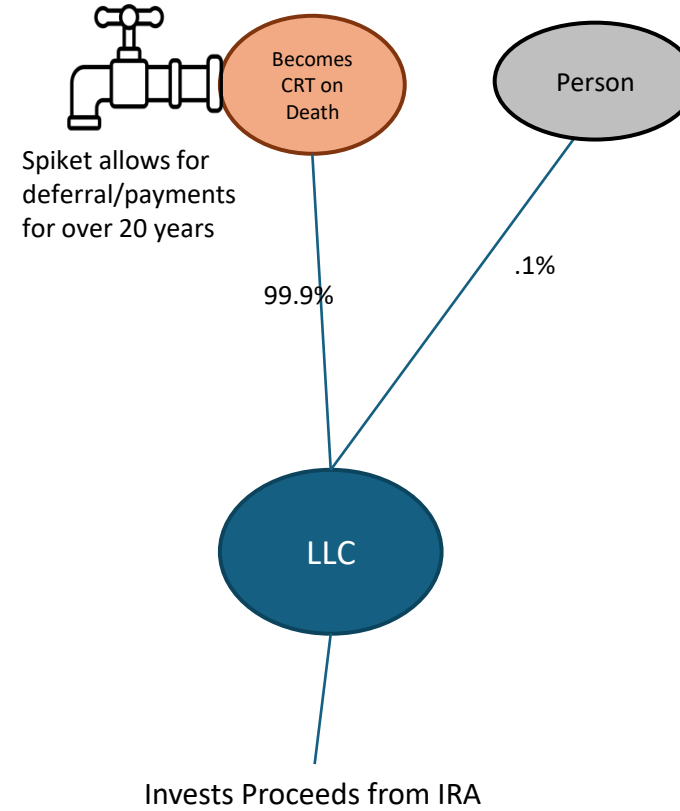 Becomes
CRT on
Death
Person
Spiket allows for
deferral/payments
for over 20 years
99.9%
.1%
LLC
Invests Proceeds from IRA